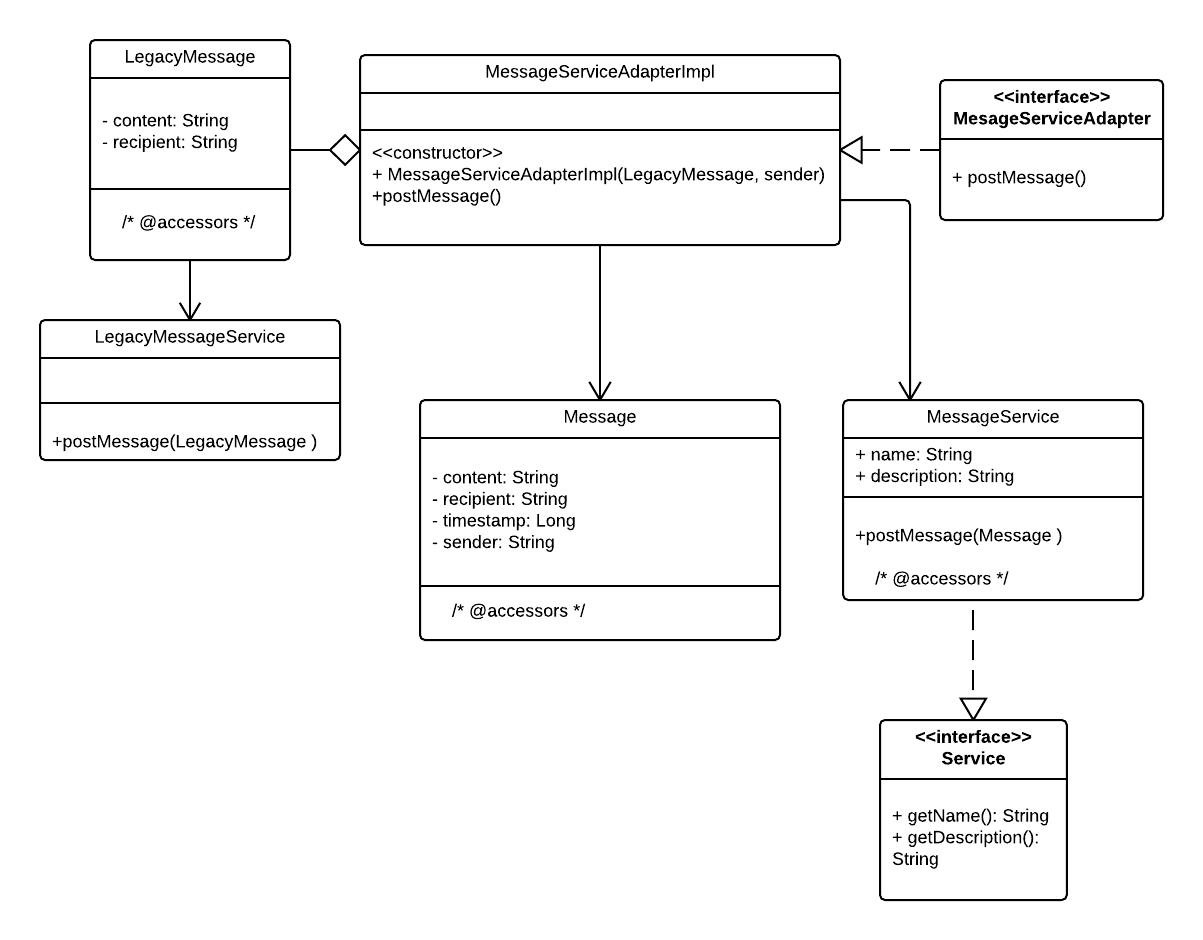 LegacyMessage
- content: String
- recipient: String
/* @accessors */
MessageServiceAdapterImpl
<<constructor>>
+ MessageServiceAdapterImpl(LegacyMessage, sender)
+postMessage()
<<interface>>
MesageServiceAdapter
+ postMessage()
LegacyMessageService
+postMessage(LegacyMessage )
Message
- content: String
- recipient: String
- timestamp: Long
- sender: String
/* @accessors */
MessageService
+ name: String
+ description: String
+postMessage(Message )
/* @accessors */
<<interface>>
Service
+ getName(): String
+ getDescription():
String